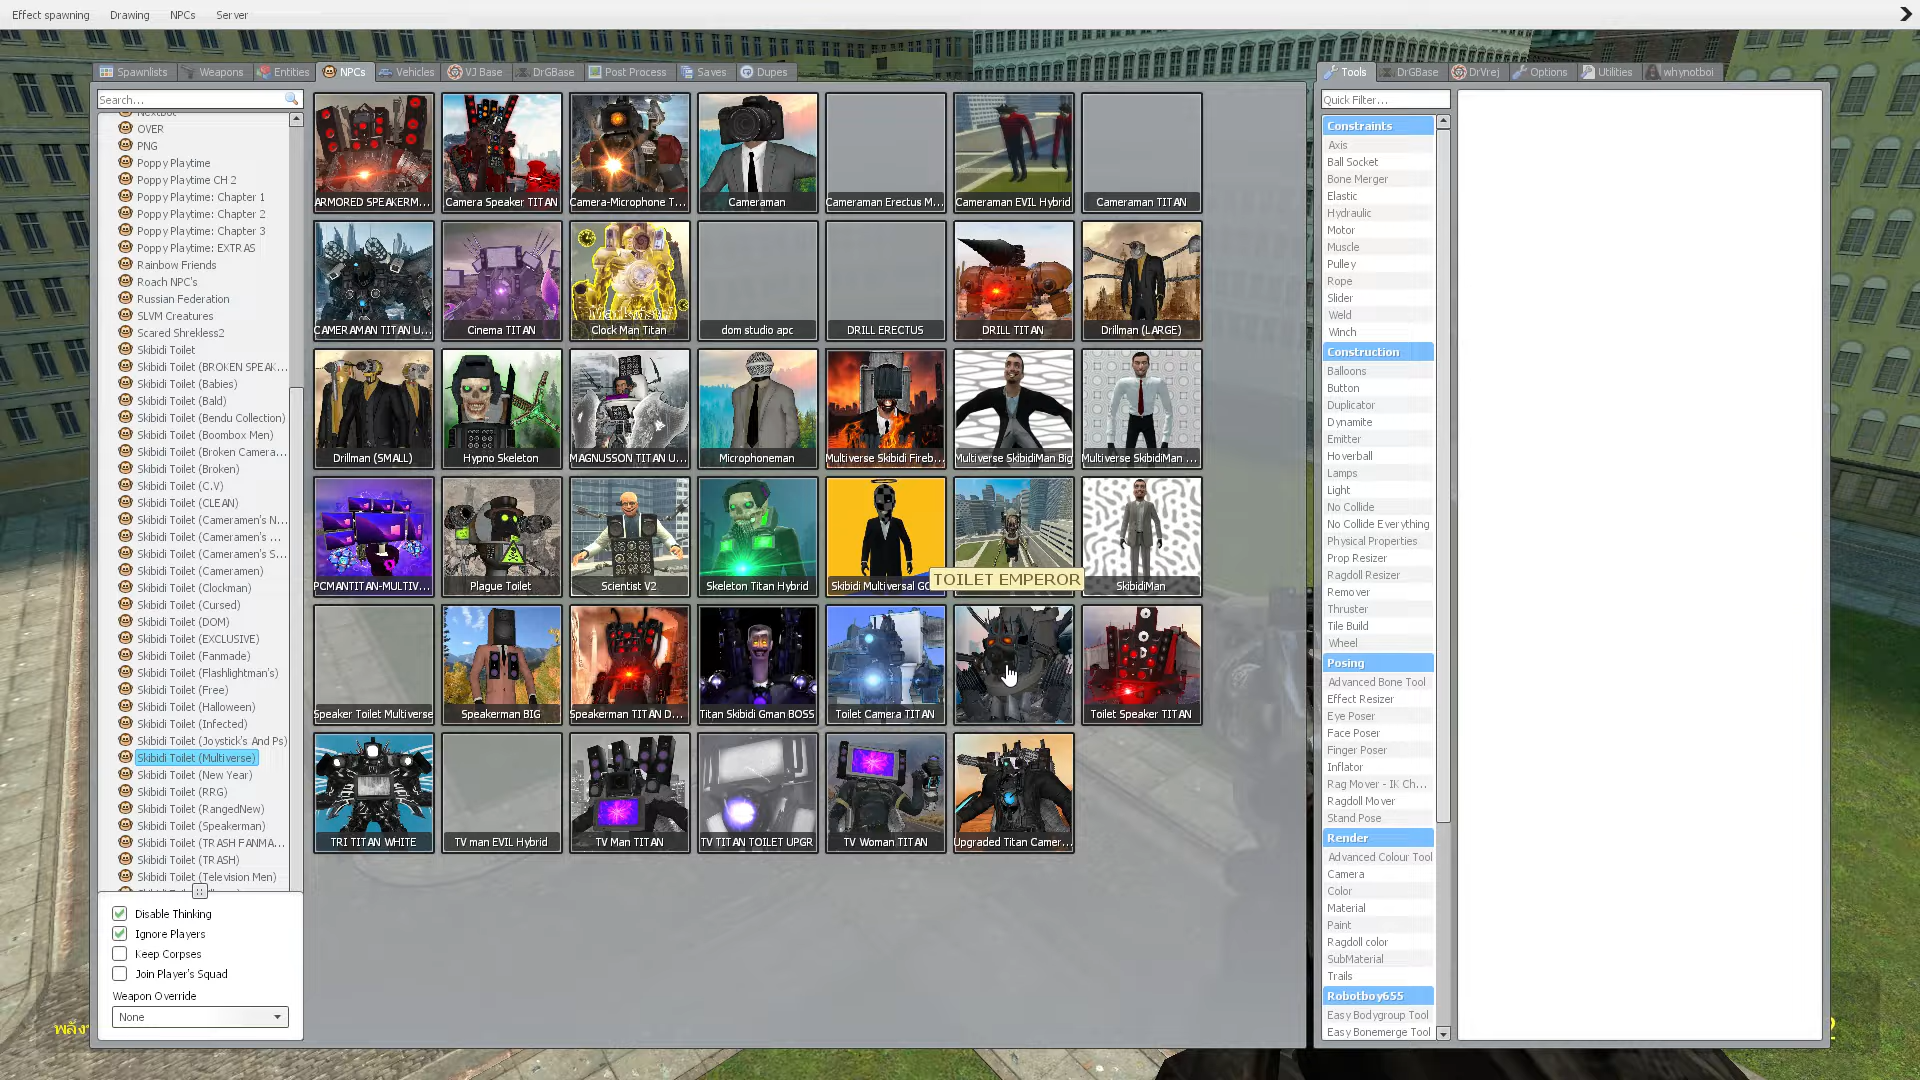 Effect spawning Drawing NPCs Server
Spawnlists Weapons Entities NPCs Vehicles VJ Base DrGBase Post Process Saves Dupes
Tools DrGBase DrVrej Options Utilities whynotboi
Search...
NextBot
OVER
PNG
Poppy Playtime
Poppy Playtime CH 2
Poppy Playtime: Chapter 1
Poppy Playtime: Chapter 2
Poppy Playtime: Chapter 3
Poppy Playtime: EXTRAS
Rainbow Friends
Roach NPC's
Russian Federation
SLVM Creatures
Scared Shrekless2
Skibidi Toilet
Skibidi Toilet (BROKEN SPEAK...
Skibidi Toilet (Babies)
Skibidi Toilet (Bald)
Skibidi Toilet (Bendu Collection)
Skibidi Toilet (Boombox Men)
Skibidi Toilet (Broken Camera...
Skibidi Toilet (Broken)
Skibidi Toilet (C.V)
Skibidi Toilet (CLEAN)
Skibidi Toilet (Cameramen's N...
Skibidi Toilet (Cameramen's ...
Skibidi Toilet (Cameramen's S...
Skibidi Toilet (Cameramen)
Skibidi Toilet (Clockman)
Skibidi Toilet (Cursed)
Skibidi Toilet (DOM)
Skibidi Toilet (EXCLUSIVE)
Skibidi Toilet (Fanmade)
Skibidi Toilet (Flashlightman's)
Skibidi Toilet (Free)
Skibidi Toilet (Halloween)
Skibidi Toilet (Infected)
Skibidi Toilet (Joystick's And Ps)
Skibidi Toilet (Multiverse)
Skibidi Toilet (New Year)
Skibidi Toilet (RRG)
Skibidi Toilet (RangedNew)
Skibidi Toilet (Speakerman)
Skibidi Toilet (TRASH FANMA...
Skibidi Toilet (TRASH)
Skibidi Toilet (Television Men)
Disable Thinking
Ignore Players
Keep Corpses
Join Player's Squad
Weapon Override
None
ARMORED SPEAKERM... Camera Speaker TITAN Camera-Microphone T... Cameraman Cameraman Erectus M... Cameraman EVIL Hybrid Cameraman TITAN
CAMERAMAN TITAN U... Cinema TITAN Clock Man Titan dom studio apc DRILL ERECTUS DRILL TITAN Drillman (LARGE)
Drillman (SMALL) Hypno Skeleton MAGNUSSON TITAN U... Microphoneman Multiverse Skibidi Fireb... Multiverse SkibidiMan Big Multiverse SkibidiMan ...
PCMANTITAN-MULTIV... Plague Toilet Scientist V2 Skeleton Titan Hybrid Skibidi Multiversal GO TOILET EMPEROR SkibidiMan
Speaker Toilet Multiverse Speakerman BIG Speakerman TITAN D... Titan Skibidi Gman BOSS Toilet Camera TITAN Toilet Speaker TITAN
TRI TITAN WHITE TV man EVIL Hybrid TV Man TITAN TV TITAN TOILET UPGR TV Woman TITAN Upgraded Titan Camer...
Quick Filter...
Constraints
Axis
Ball Socket
Bone Merger
Elastic
Hydraulic
Motor
Muscle
Pulley
Rope
Slider
Weld
Winch
Construction
Balloons
Button
Duplicator
Dynamite
Emitter
Hoverball
Lamps
Light
No Collide
No Collide Everything
Physical Properties
Prop Resizer
Ragdoll Resizer
Remover
Thruster
Tile Build
Wheel
Posing
Advanced Bone Tool
Effect Resizer
Eye Poser
Face Poser
Finger Poser
Inflator
Rag Mover - IK Ch...
Ragdoll Mover
Stand Pose
Render
Advanced Colour Tool
Camera
Color
Material
Paint
Ragdoll color
SubMaterial
Trails
Robotboy655
Easy Bodygroup Tool
Easy Bonemerge Tool